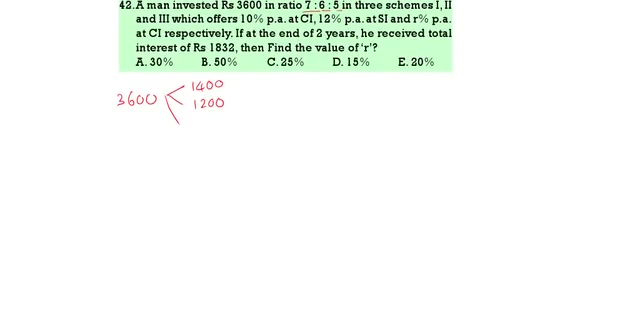 42.A man invested Rs 3600 in ratio 7 : 6 : 5 in three schemes I, II
and III which offers 10% p.a. at CI, 12% p.a. at SI and r% p.a.
at CI respectively. If at the end of 2 years, he received total
interest of Rs 1832, then Find the value of ‘r’?
A. 30% B. 50% C. 25% D. 15% E. 20%
1400
3600
1200